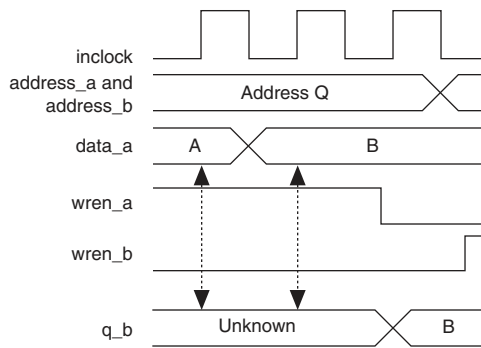 inclock
address_a and
address_b
Address Q
data_a
A
B
wren_a
wren_b
q_b
Unknown
B